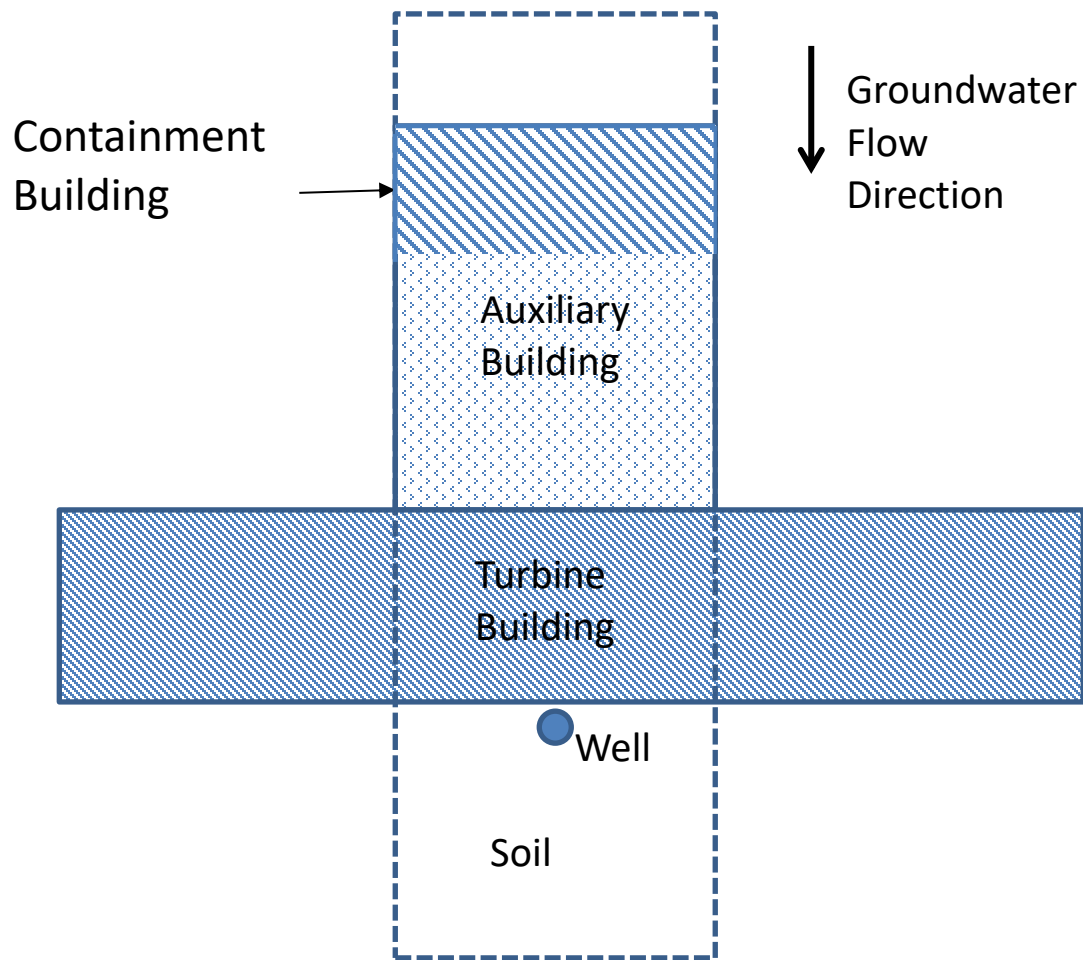 Containment
Building
Groundwater
Flow
Direction
Auxiliary
Building
Turbine
Building
Well
Soil